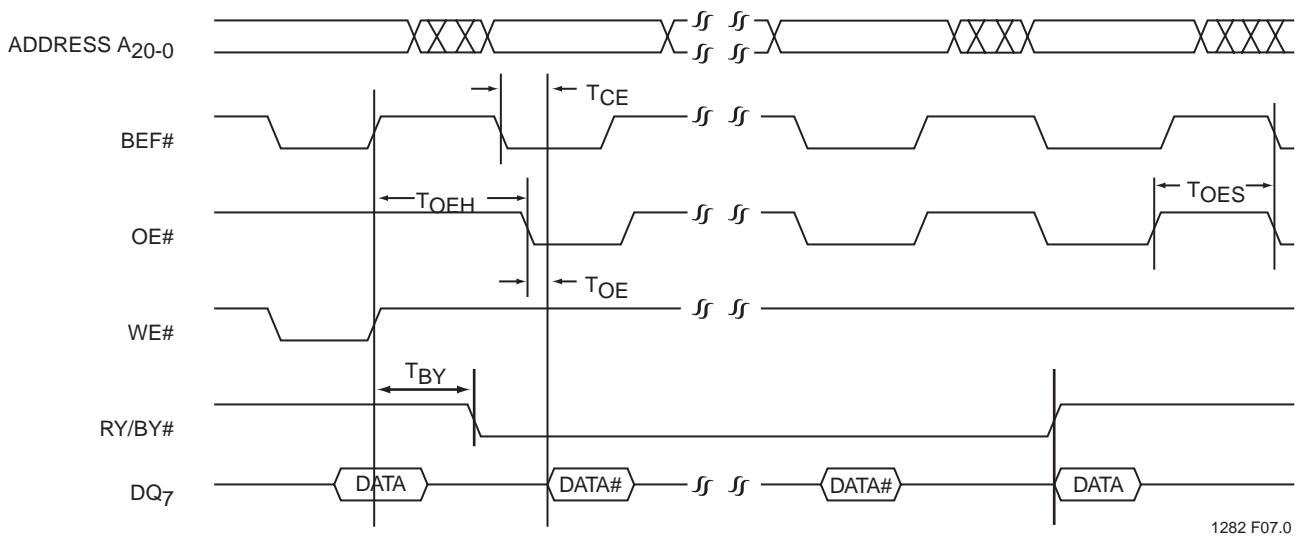 ADDRESS A20-0
TCE
BEF#
TOEH
TOES
OE#
TOE
WE#
TBY
RY/BY#
DQ7 DATA DATA# DATA# DATA
1282 F07.0